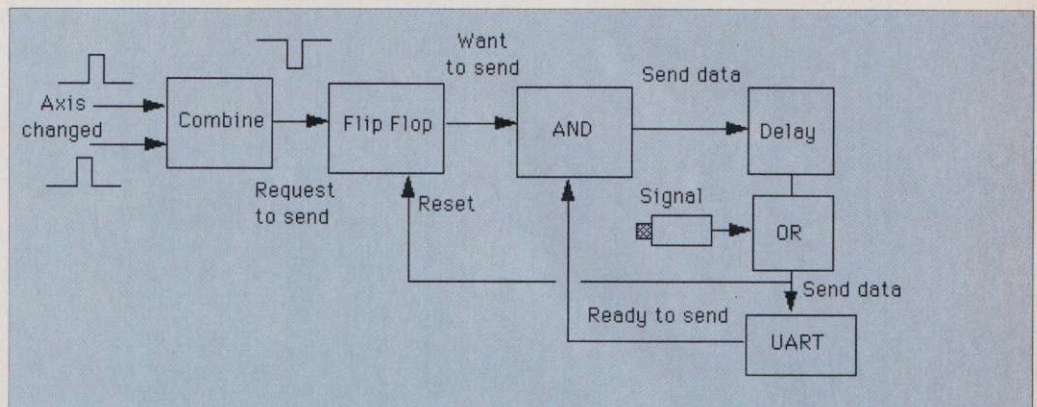 Want
to send
Send data
Axis
changed
Combine
Flip Flop
AND
Delay
Request
to send
Reset
Signal
OR
Send data
Ready to send
UART